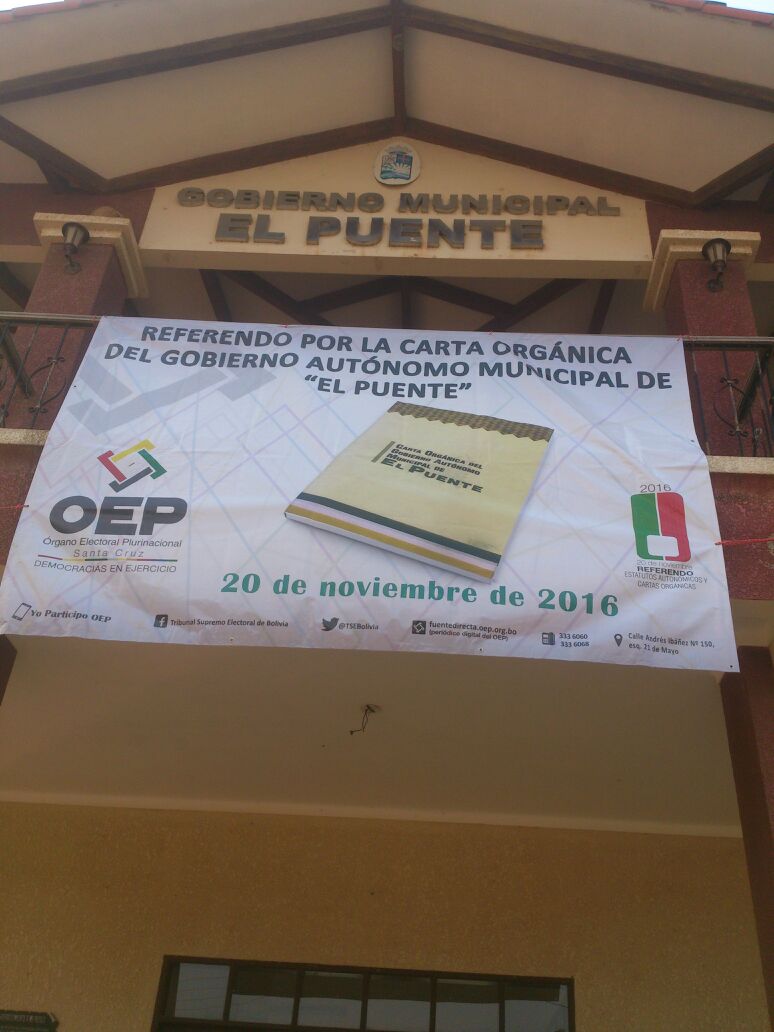 GOBIERNO MUNICIPAL
EL PUENTE
REFERENDO POR LA CARTA ORGÁNICA
DEL GOBIERNO AUTÓNOMO MUNICIPAL DE
“EL PUENTE”
CARTA ORGÁNICA DEL
GOBIERNO AUTÓNOMO
MUNICIPAL DE
EL PUENTE
OEP
Órgano Electoral Plurinacional
Santa Cruz
DEMOCRACIAS EN EJERCICIO
2016
20 de noviembre
REFERENDO
ESTATUTOS AUTONÓMICOS Y
CARTAS ORGÁNICAS
20 de noviembre de 2016
Yo Participo OEP
Tribunal Supremo Electoral de Bolivia
@TSEBolivia
fuentedirecta.oep.org.bo
(periódico digital del OEP)
333 6060
333 6068
Calle Andrés Ibáñez Nº 150,
esq. 21 de Mayo